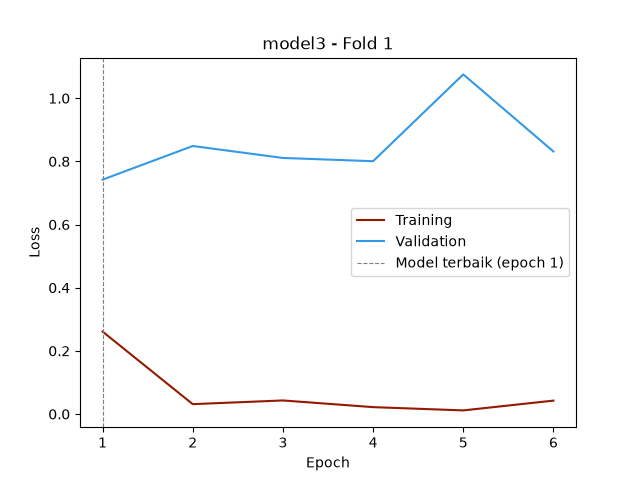 model3 - Fold 1
Loss
1.0
0.8
0.6
0.4
0.2
0.0
Training
Validation
Model terbaik (epoch 1)
1 2 3 4 5 6
Epoch